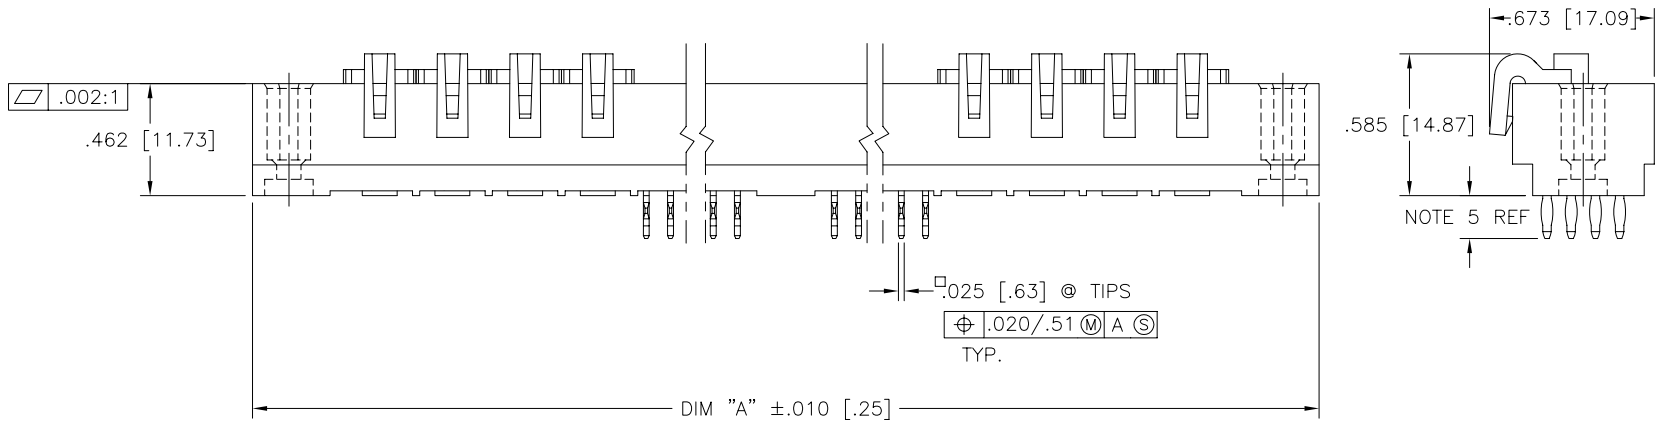 .673 [17.09]
.002:1
.462 [11.73]
.585 [14.87]
NOTE 5 REF
□.025 [.63] @ TIPS
⌖ .020/.51 Ⓜ A Ⓢ
TYP.
DIM "A" ±.010 [.25]